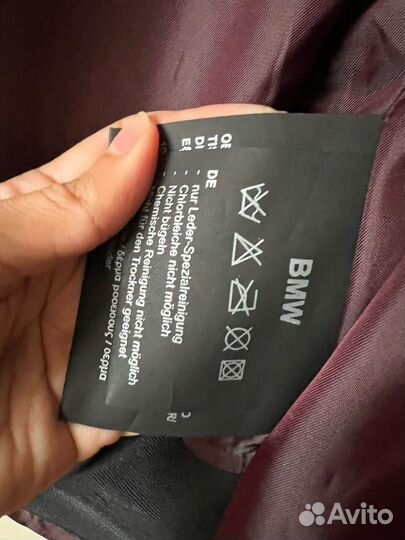 BMW
DE
- nur Leder-Spezialreinigung
- Chlorbleiche nicht möglich
- Nicht bügeln
Chemische Reinigung nicht möglich
für den Trockner geeignet
Avito